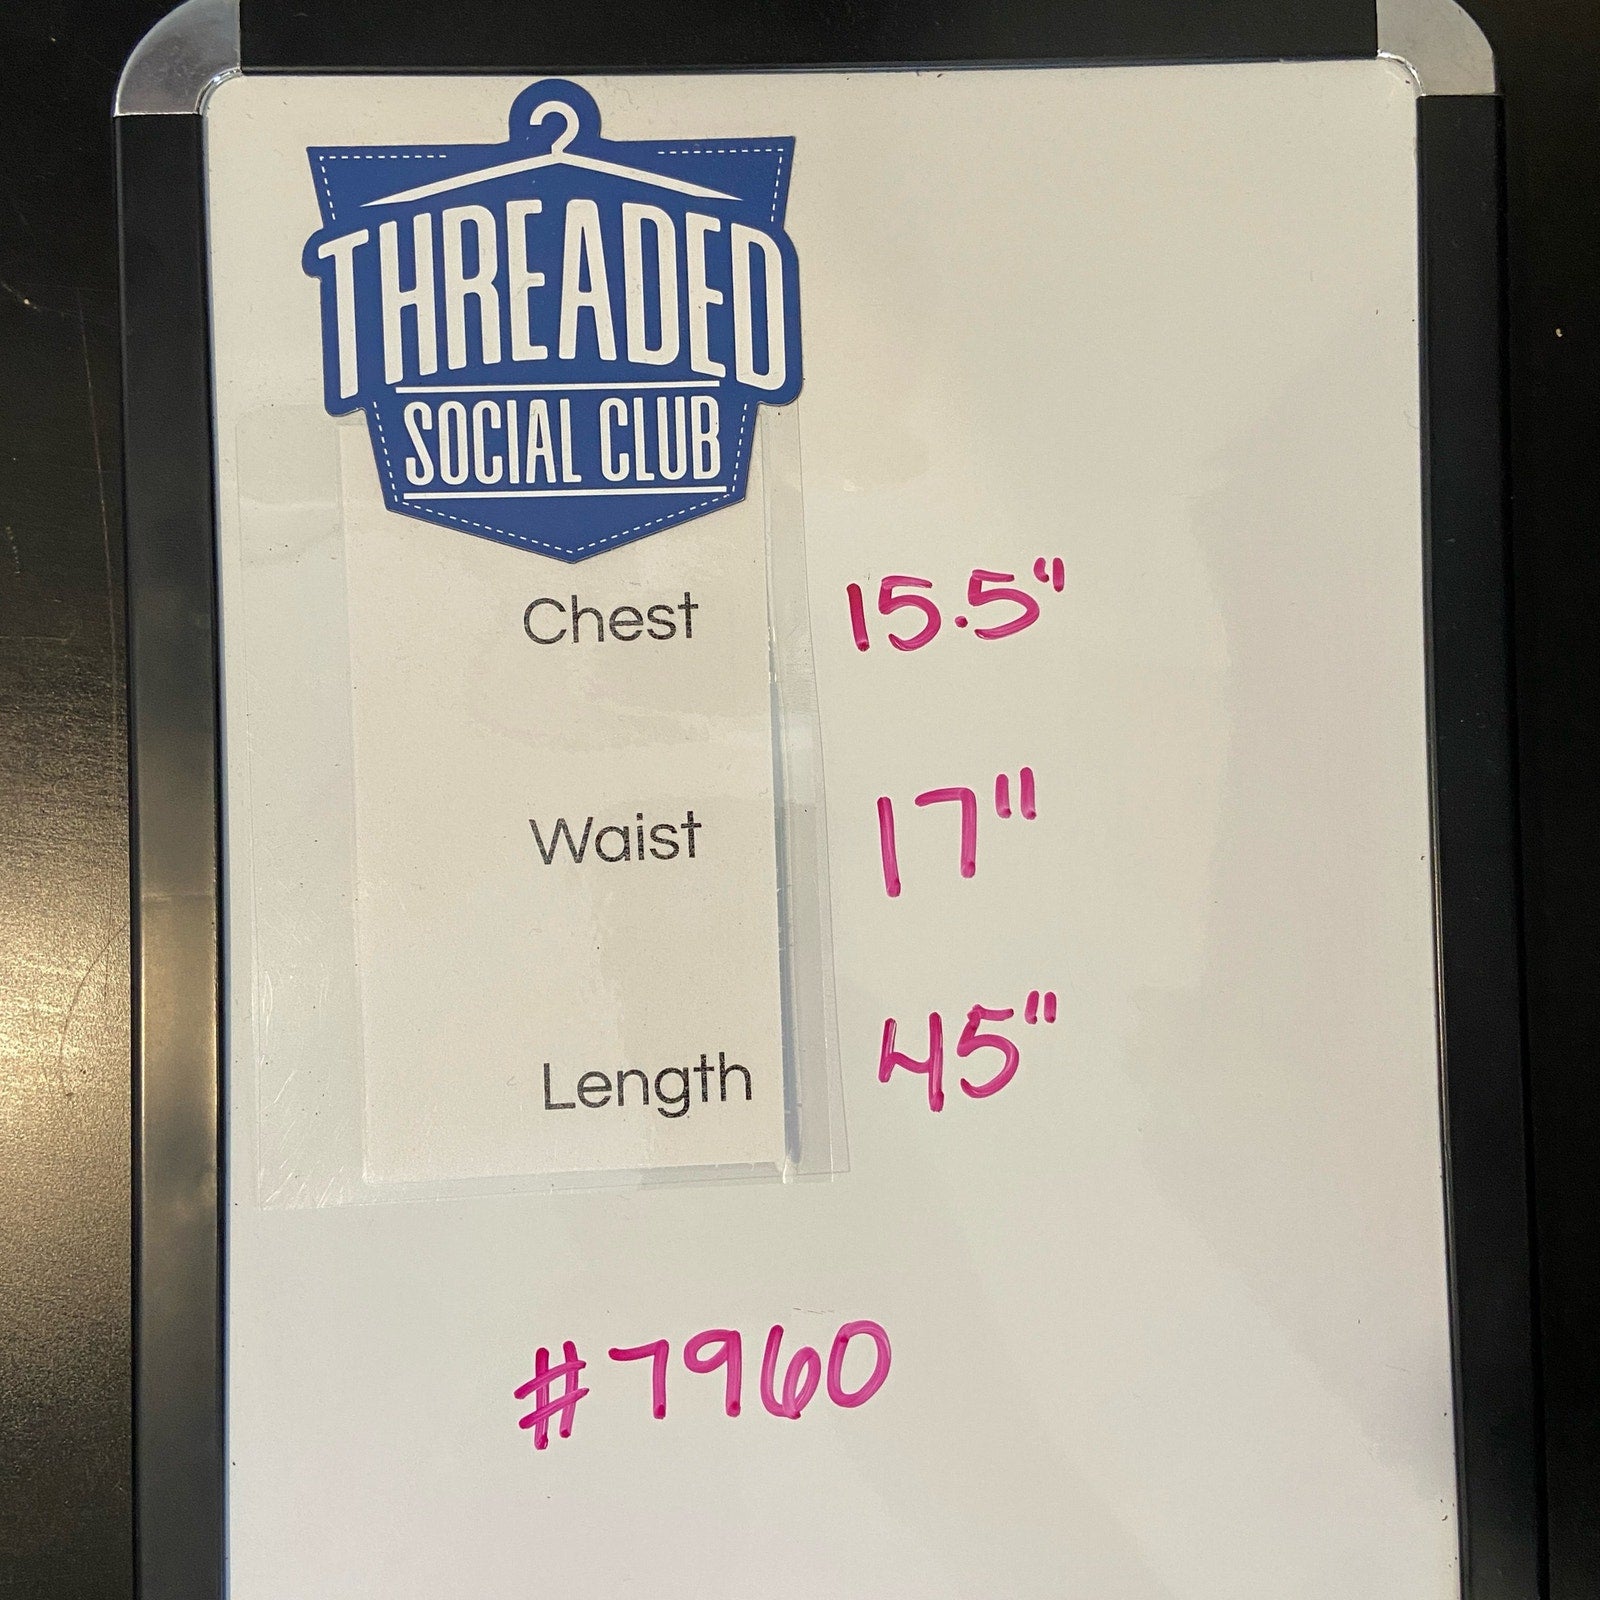 THREADED
SOCIAL CLUB
Chest 15.5"
Waist 17"
Length 45"
#7960